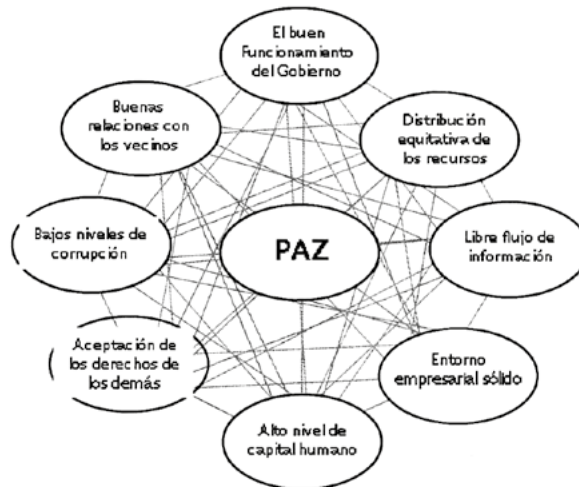 El buen
Funcionamiento
del Gobierno
Buenas
relaciones con
los vecinos
Distribución
equitativa de
los recursos
Bajos niveles de
corrupción
PAZ
Libre flujo de
información
Aceptación de
los derechos de
los demás
Entorno
empresarial sólido
Alto nivel de
capital humano